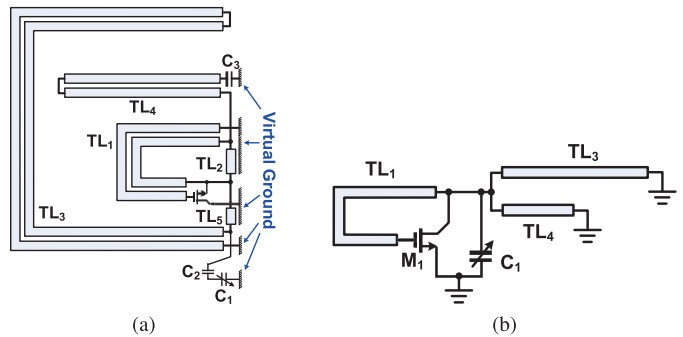 C3
TL4
TL1
TL2
TL3
TL5
C2
C1
Virtual Ground
(a)
TL1
TL3
TL4
M1
C1
(b)